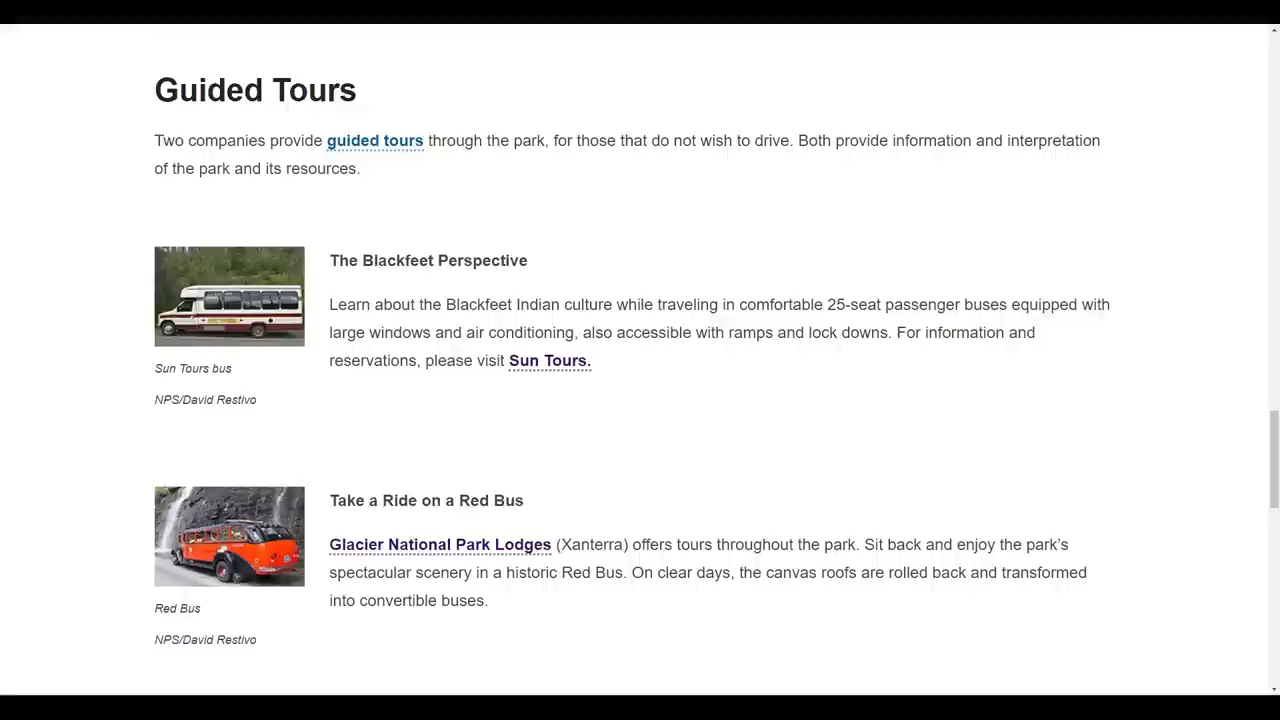 Guided Tours
Two companies provide guided tours through the park, for those that do not wish to drive. Both provide information and interpretation
of the park and its resources.
The Blackfeet Perspective
Learn about the Blackfeet Indian culture while traveling in comfortable 25-seat passenger buses equipped with
large windows and air conditioning, also accessible with ramps and lock downs. For information and
reservations, please visit Sun Tours.
Sun Tours bus
NPS/David Restivo
Take a Ride on a Red Bus
Glacier National Park Lodges (Xanterra) offers tours throughout the park. Sit back and enjoy the park's
spectacular scenery in a historic Red Bus. On clear days, the canvas roofs are rolled back and transformed
into convertible buses.
Red Bus
NPS/David Restivo